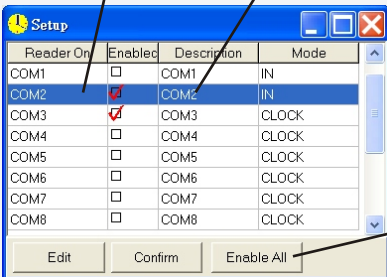 Setup
Reader On Enabled Description Mode
COM1 COM1 IN
COM2 COM2 IN
COM3 COM3 CLOCK
COM4 COM4 CLOCK
COM5 COM5 CLOCK
COM6 COM6 CLOCK
COM7 COM7 CLOCK
COM8 COM8 CLOCK
Edit Confirm Enable All